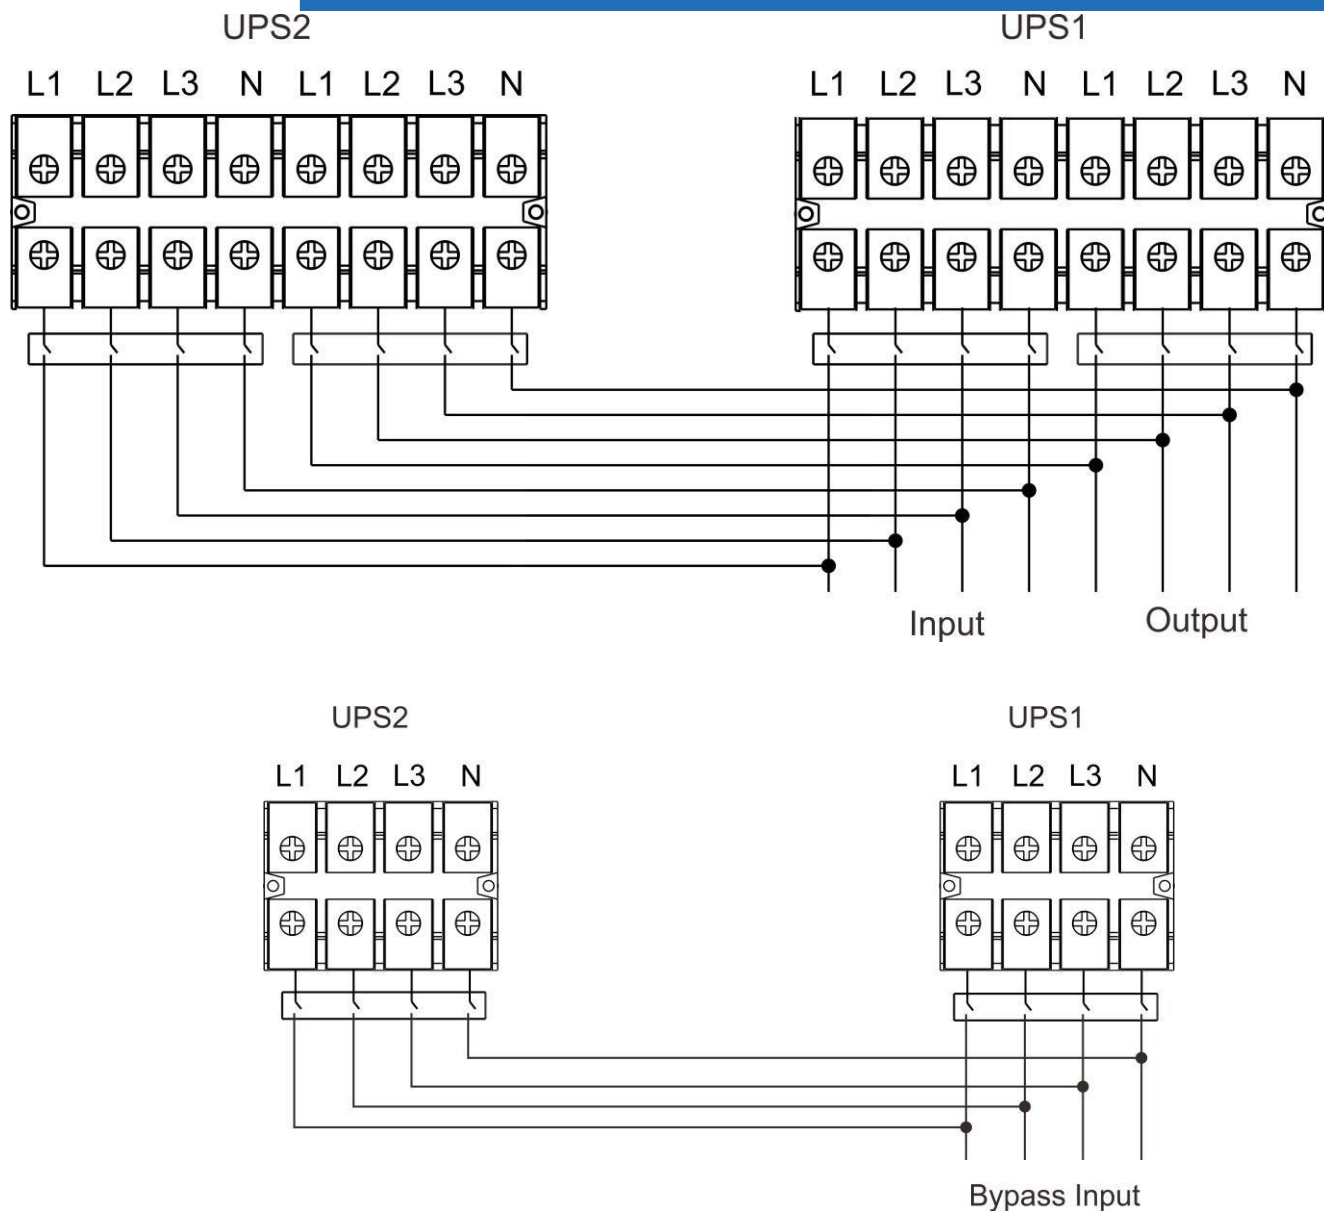 UPS2 UPS1
L1 L2 L3 N L1 L2 L3 N L1 L2 L3 N L1 L2 L3 N
Input Output
UPS2 UPS1
L1 L2 L3 N L1 L2 L3 N
Bypass Input